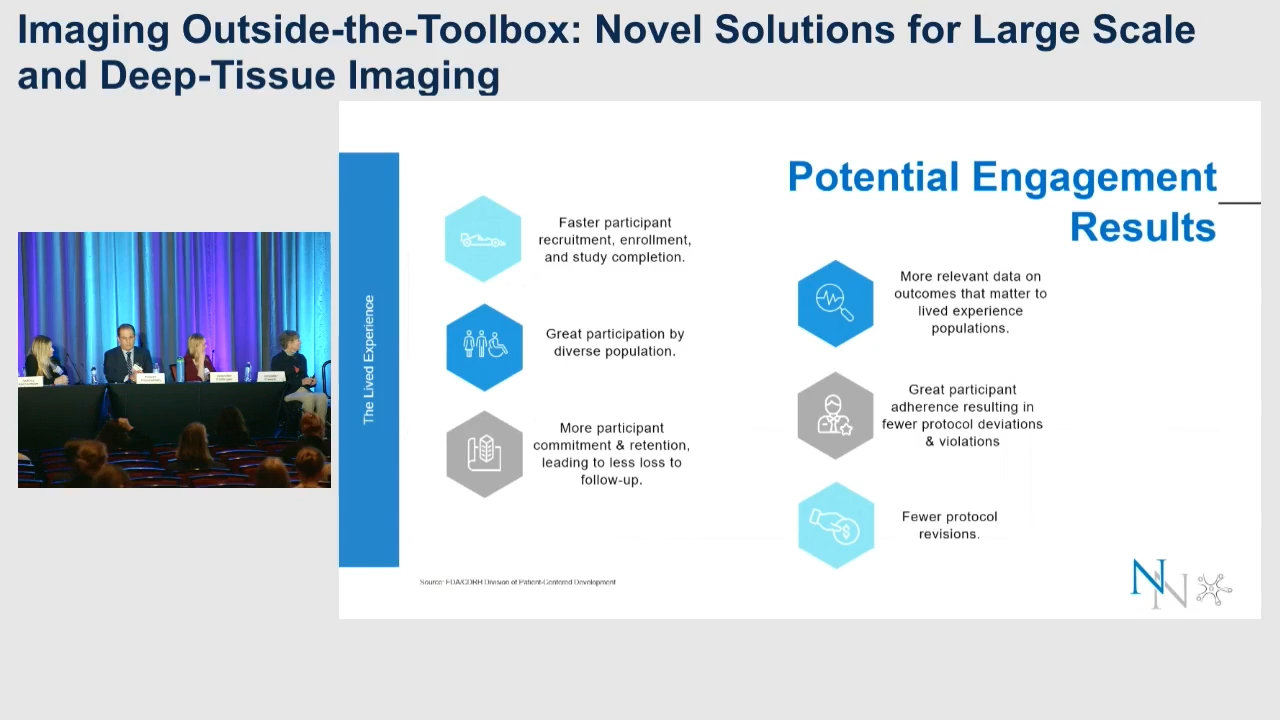 Imaging Outside-the-Toolbox: Novel Solutions for Large Scale
and Deep-Tissue Imaging
Potential Engagement
Results
The Lived Experience
Faster participant
recruitment, enrollment,
and study completion.
Great participation by
diverse population.
More participant
commitment & retention,
leading to less loss to
follow-up.
More relevant data on
outcomes that matter to
lived experience
populations.
Great participant
adherence resulting in
fewer protocol deviations
& violations
Fewer protocol
revisions.
Source: FDA/CDRH Division of Patient-Centered Development
NN